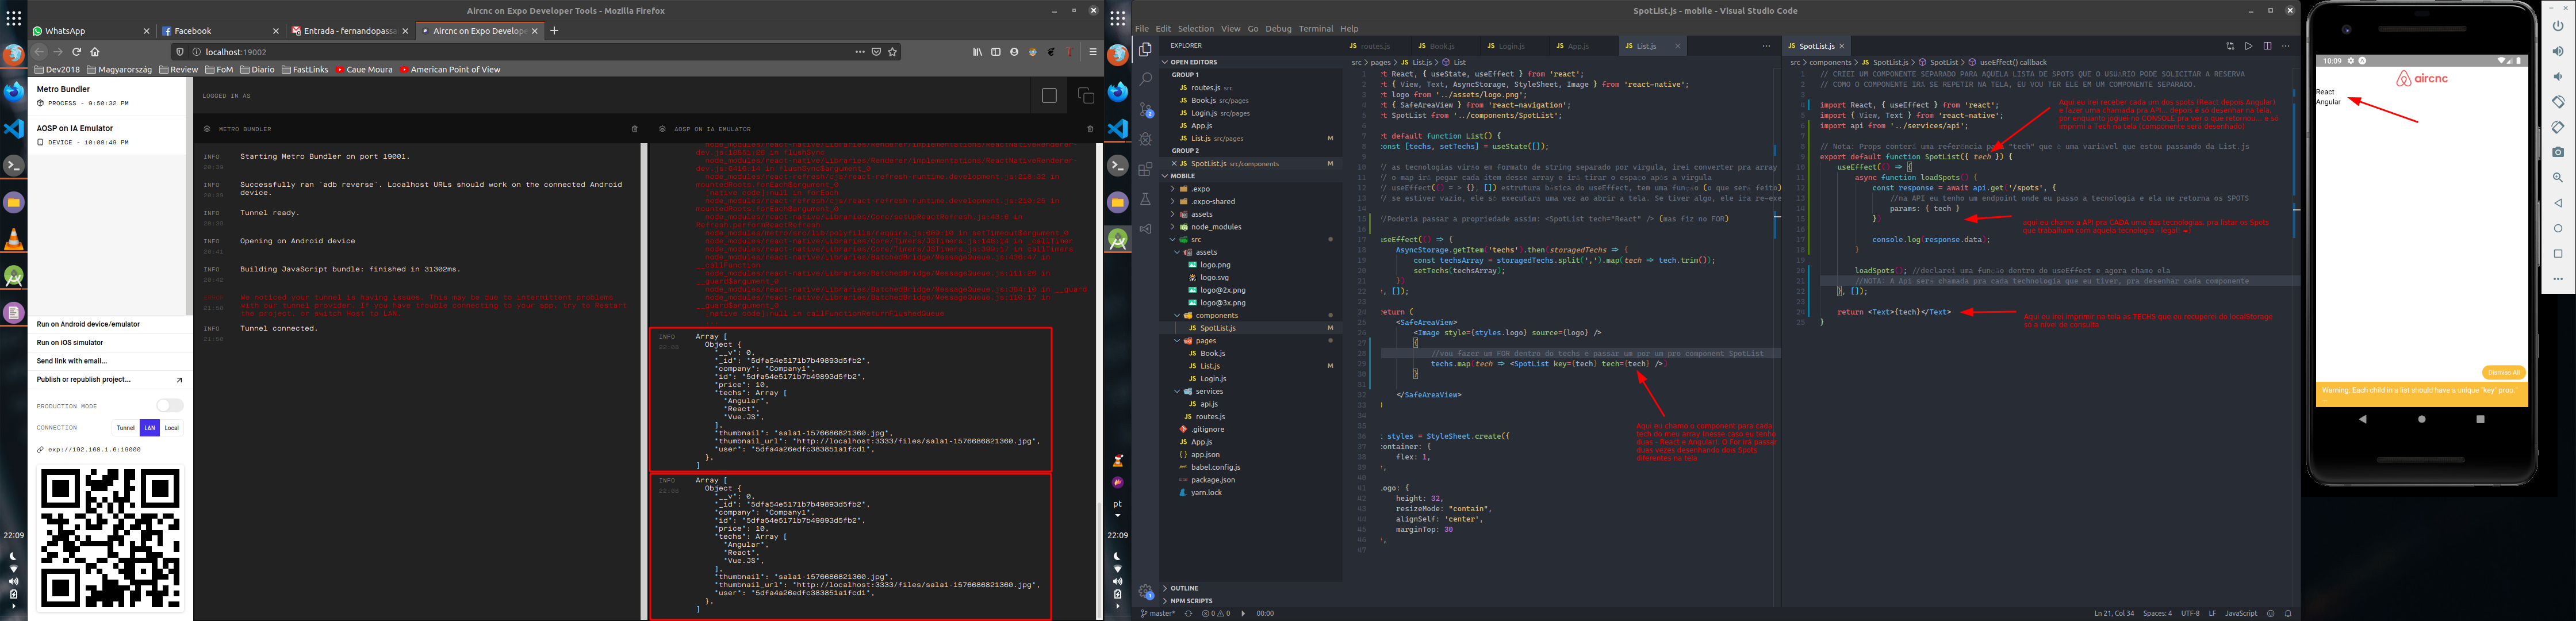 Aircnc on Expo Developer Tools - Mozilla Firefox
WhatsApp
Facebook
Entrada - fernandopassa
Aircnc on Expo Develope
localhost:19002
Dev2018
Magyarország
Review
FoM
Diario
FastLinks
Caue Moura
American Point of View
Metro Bundler
PROCESS - 9:50:32 PM
AOSP on IA Emulator
DEVICE - 10:08:49 PM
Run on Android device/emulator
Run on iOS simulator
Send link with email...
Publish or republish project...
PRODUCTION MODE
CONNECTION
Tunnel
LAN
Local
exp://192.168.1.6:19000
LOGGED IN AS
METRO BUNDLER
INFO
Starting Metro Bundler on port 19001.
INFO
Successfully ran `adb reverse`. Localhost URLs should work on the connected Android
device.
INFO
Tunnel ready.
INFO
Opening on Android device
INFO
Building JavaScript bundle: finished in 31302ms.
We noticed your tunnel is having issues. This may be due to intermittent problems
with our tunnel provider. If you have trouble connecting to your app, try to Restart
the project, or switch Host to LAN.
INFO
Tunnel connected.
AOSP ON IA EMULATOR
INFO
Array [
Object {
"__v": 0,
"_id": "5dfa54e5171b7b49893d5fb2",
"company": "Company1",
"id": "5dfa54e5171b7b49893d5fb2",
"price": 10,
"techs": Array [
"Angular",
"React",
"Vue.JS",
],
"thumbnail": "sala1-1576686821360.jpg",
"thumbnail_url": "http://localhost:3333/files/sala1-1576686821360.jpg",
"user": "5dfa4a26edfc383851a1fcd1",
},
]
INFO
Array [
Object {
"__v": 0,
"_id": "5dfa54e5171b7b49893d5fb2",
"company": "Company1",
"id": "5dfa54e5171b7b49893d5fb2",
"price": 10,
"techs": Array [
"Angular",
"React",
"Vue.JS",
],
"thumbnail": "sala1-1576686821360.jpg",
"thumbnail_url": "http://localhost:3333/files/sala1-1576686821360.jpg",
"user": "5dfa4a26edfc383851a1fcd1",
},
]
22:09
pt
22:09
SpotList.js - mobile - Visual Studio Code
File Edit Selection View Go Debug Terminal Help
EXPLORER
OPEN EDITORS
GROUP 1
routes.js src
Book.js src/pages
Login.js src/pages
App.js
List.js src/pages M
GROUP 2
SpotList.js src/components M
MOBILE
.expo
.expo-shared
assets
node_modules
src
assets
logo.png
logo.svg
logo@2x.png
logo@3x.png
components
SpotList.js M
pages
Book.js
List.js M
Login.js
services
api.js
routes.js
.gitignore
App.js
app.json
babel.config.js
package.json
yarn.lock
OUTLINE
NPM SCRIPTS
routes.js
Book.js
Login.js
App.js
List.js
src > pages > List.js > List
rt React, { useState, useEffect } from 'react';
rt { View, Text, AsyncStorage, StyleSheet, Image } from 'react-native';
rt logo from '../assets/logo.png';
rt { SafeAreaView } from 'react-navigation';
rt SpotList from '../components/SpotList';
rt default function List() {
const [techs, setTechs] = useState([]);
// as tecnologias virão em formato de string separado por virgula, irei converter pra array
// o map irá pegar cada item desse array e irá tirar o espaço após a virgula
// useEffect(() = > {}, []) estrutura básica do useEffect, tem uma função (o que será feito)
// se estiver vazio, ele só executará uma vez ao abrir a tela. Se tiver algo, ele irá re-exe
//Poderia passar a propriedade assim: <SpotList tech="React" /> (mas fiz no FOR)
useEffect(() => {
AsyncStorage.getItem('techs').then(storagedTechs => {
const techsArray = storagedTechs.split(',').map(tech => tech.trim());
setTechs(techsArray);
})
}, []);
return (
<SafeAreaView>
<Image style={styles.logo} source={logo} />
{
//vou fazer um FOR dentro do techs e passar um por um pro component SpotList
techs.map(tech => <SpotList key={tech} tech={tech} />)
}
</SafeAreaView>
)
t styles = StyleSheet.create({
container: {
flex: 1,
},
logo: {
height: 32,
resizeMode: "contain",
alignSelf: 'center',
marginTop: 30
},
Aqui eu chamo o component para cada
tech do meu array (nesse caso eu tenho
duas - React e Angular). O For irá passar
duas vezes desenhando dois Spots
diferentes na tela
SpotList.js
src > components > SpotList.js > SpotList > useEffect() callback
// CRIEI UM COMPONENTE SEPARADO PARA AQUELA LISTA DE SPOTS QUE O USUÁRIO PODE SOLICITAR A RESERVA
// COMO O COMPONENTE IRÁ SE REPETIR NA TELA, EU VOU TER ELE EM UM COMPONENTE SEPARADO.
import React, { useEffect } from 'react';
import { View, Text } from 'react-native';
import api from '../services/api';
// Nota: Props contera uma referência para "tech" que é uma variável que estou passando da List.js
export default function SpotList({ tech }) {
useEffect(() => {
async function loadSpots() {
const response = await api.get('/spots', {
//na API eu tenho um endpoint onde eu passo a tecnologia e ela me retorna os SPOTS
params: { tech }
})
console.log(response.data);
}
loadSpots(); //declarei uma função dentro do useEffect e agora chamo ela
//NOTA: A Api será chamada pra cada technologia que eu tiver, pra desenhar cada componente
}, []);
return <Text>{tech}</Text>
}
Aqui eu irei receber cada um dos spots (React depois Angular)
e fazer uma chamada pra API... depois é só desenhar na tela,
por enquanto joguei no CONSOLE pra ver o que retornou... e só
imprimi a Tech na tela (componente será desenhado)
aqui eu chamo a API pra CADA uma das tecnologies, pra listar os Spots
que trabalham com aquela tecnologia - legal! =)
Aqui eu irei imprimir na tela as TECHS que eu recuperei do localStorage
só a nivel de consulta
master*
0 0
00:00
Ln 21, Col 34
Spaces: 4
UTF-8
LF
JavaScript
10:09
aircnc
React
Angular
Dismiss All
Warning: Each child in a list should have a unique "key" prop."